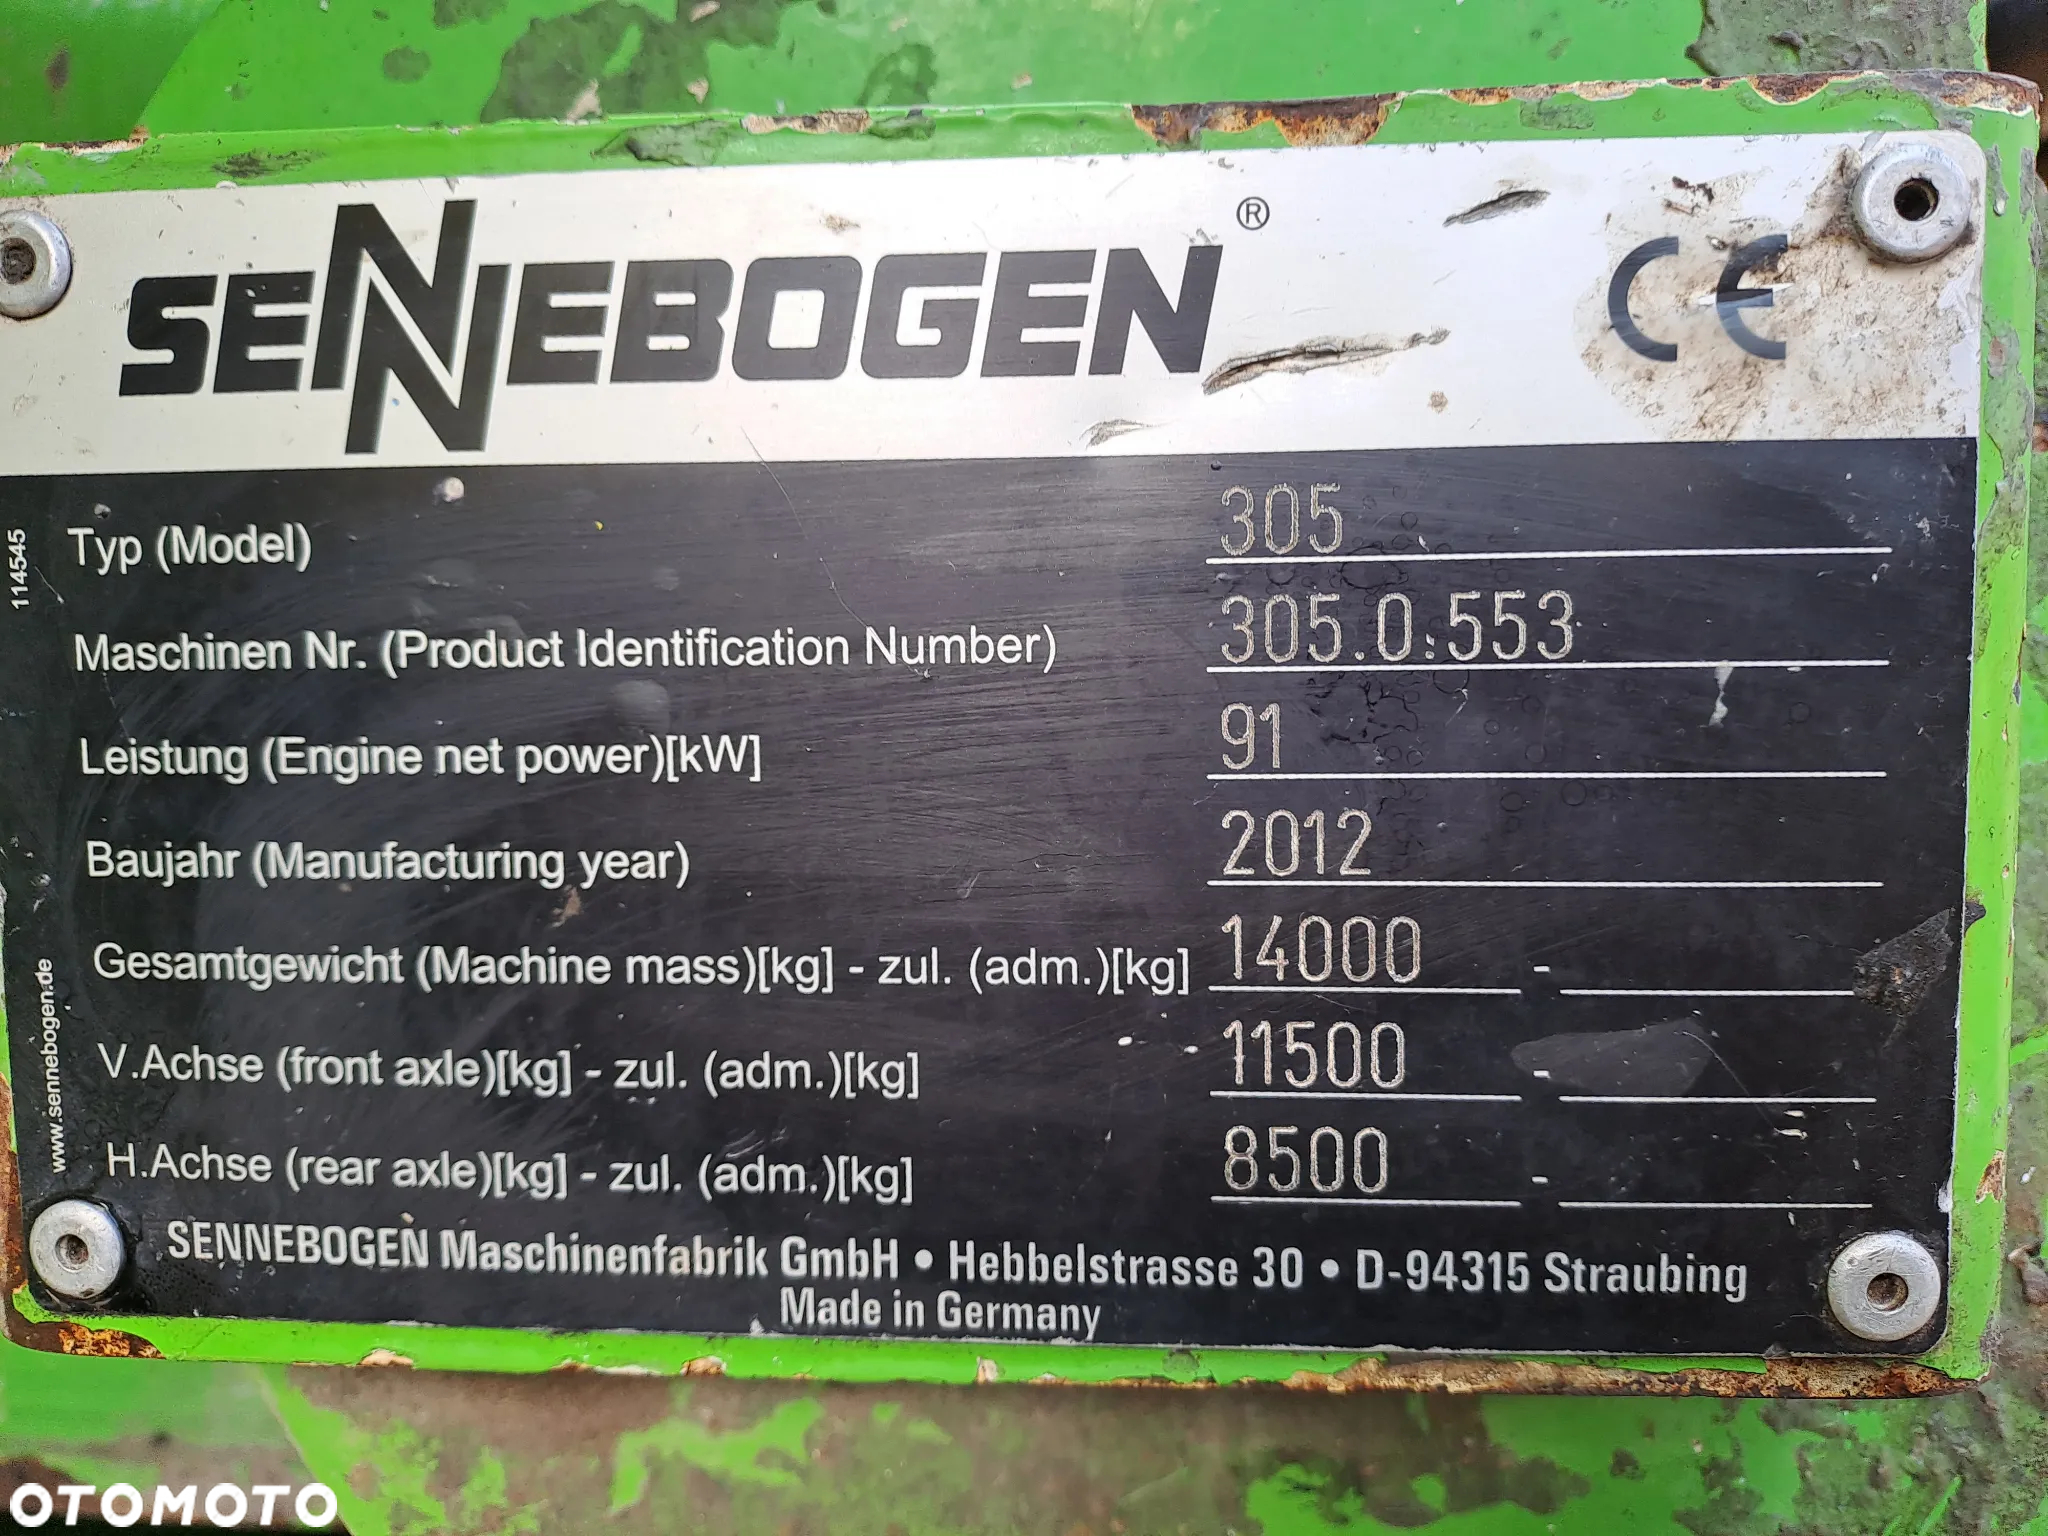 SENNEBOGEN®
CE
114545
Typ (Model) 305
Maschinen Nr. (Product Identification Number) 305.0.553
Leistung (Engine net power)[kW] 91
Baujahr (Manufacturing year) 2012
Gesamtgewicht (Machine mass)[kg] - zul. (adm.)[kg] 14000 -
V.Achse (front axle)[kg] - zul. (adm.)[kg] 11500 -
H.Achse (rear axle)[kg] - zul. (adm.)[kg] 8500 -
www.sennebogen.de
SENNEBOGEN Maschinenfabrik GmbH • Hebbelstrasse 30 • D-94315 Straubing
Made in Germany
OTOMOTO